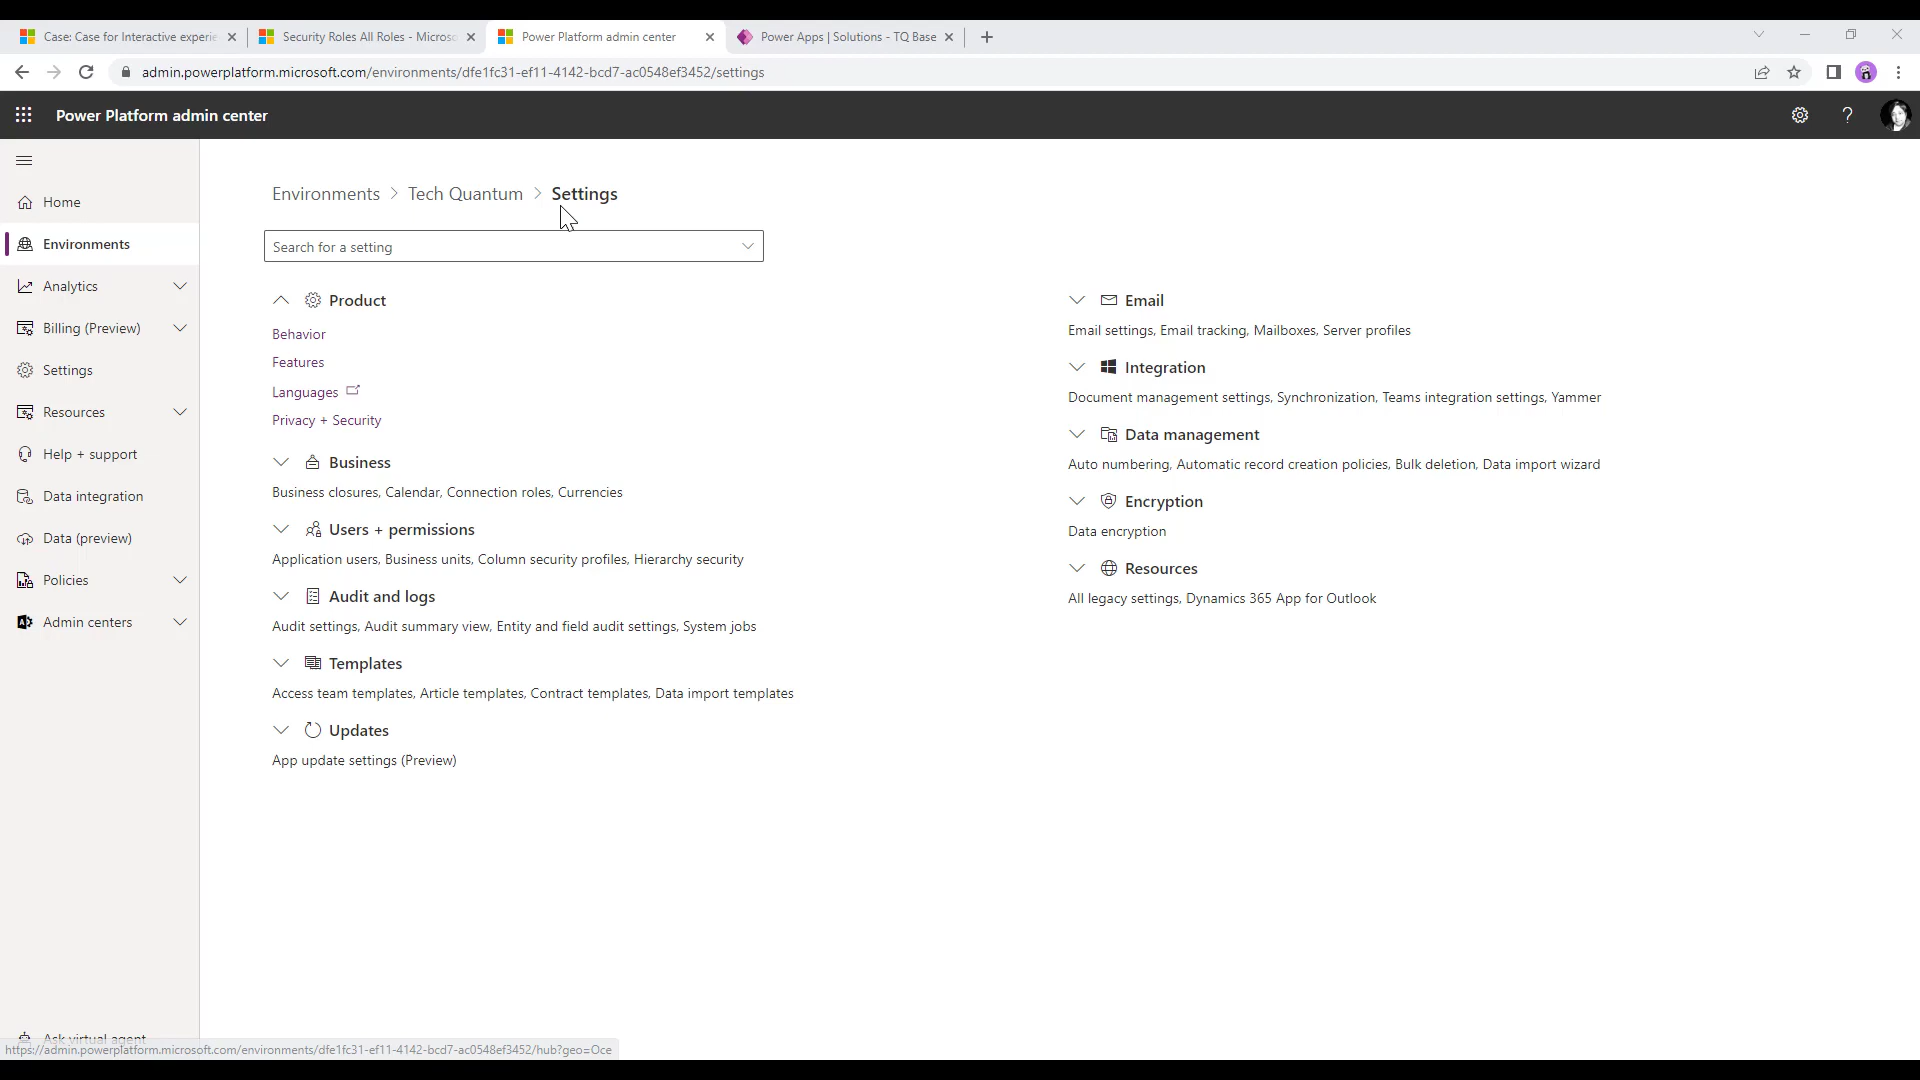 Case: Case for Interactive experie
Security Roles All Roles - Microso
Power Platform admin center
Power Apps | Solutions - TQ Base
admin.powerplatform.microsoft.com/environments/dfe1fc31-ef11-4142-bcd7-ac0548ef3452/settings
Power Platform admin center
Home
Environments
Analytics
Billing (Preview)
Settings
Resources
Help + support
Data integration
Data (preview)
Policies
Admin centers
Ask virtual agent
Environments > Tech Quantum > Settings
Search for a setting
Product
Behavior
Features
Languages
Privacy + Security
Business
Business closures, Calendar, Connection roles, Currencies
Users + permissions
Application users, Business units, Column security profiles, Hierarchy security
Audit and logs
Audit settings, Audit summary view, Entity and field audit settings, System jobs
Templates
Access team templates, Article templates, Contract templates, Data import templates
Updates
App update settings (Preview)
Email
Email settings, Email tracking, Mailboxes, Server profiles
Integration
Document management settings, Synchronization, Teams integration settings, Yammer
Data management
Auto numbering, Automatic record creation policies, Bulk deletion, Data import wizard
Encryption
Data encryption
Resources
All legacy settings, Dynamics 365 App for Outlook
https://admin.powerplatform.microsoft.com/environments/dfe1fc31-ef11-4142-bcd7-ac0548ef3452/hub?geo=Oce